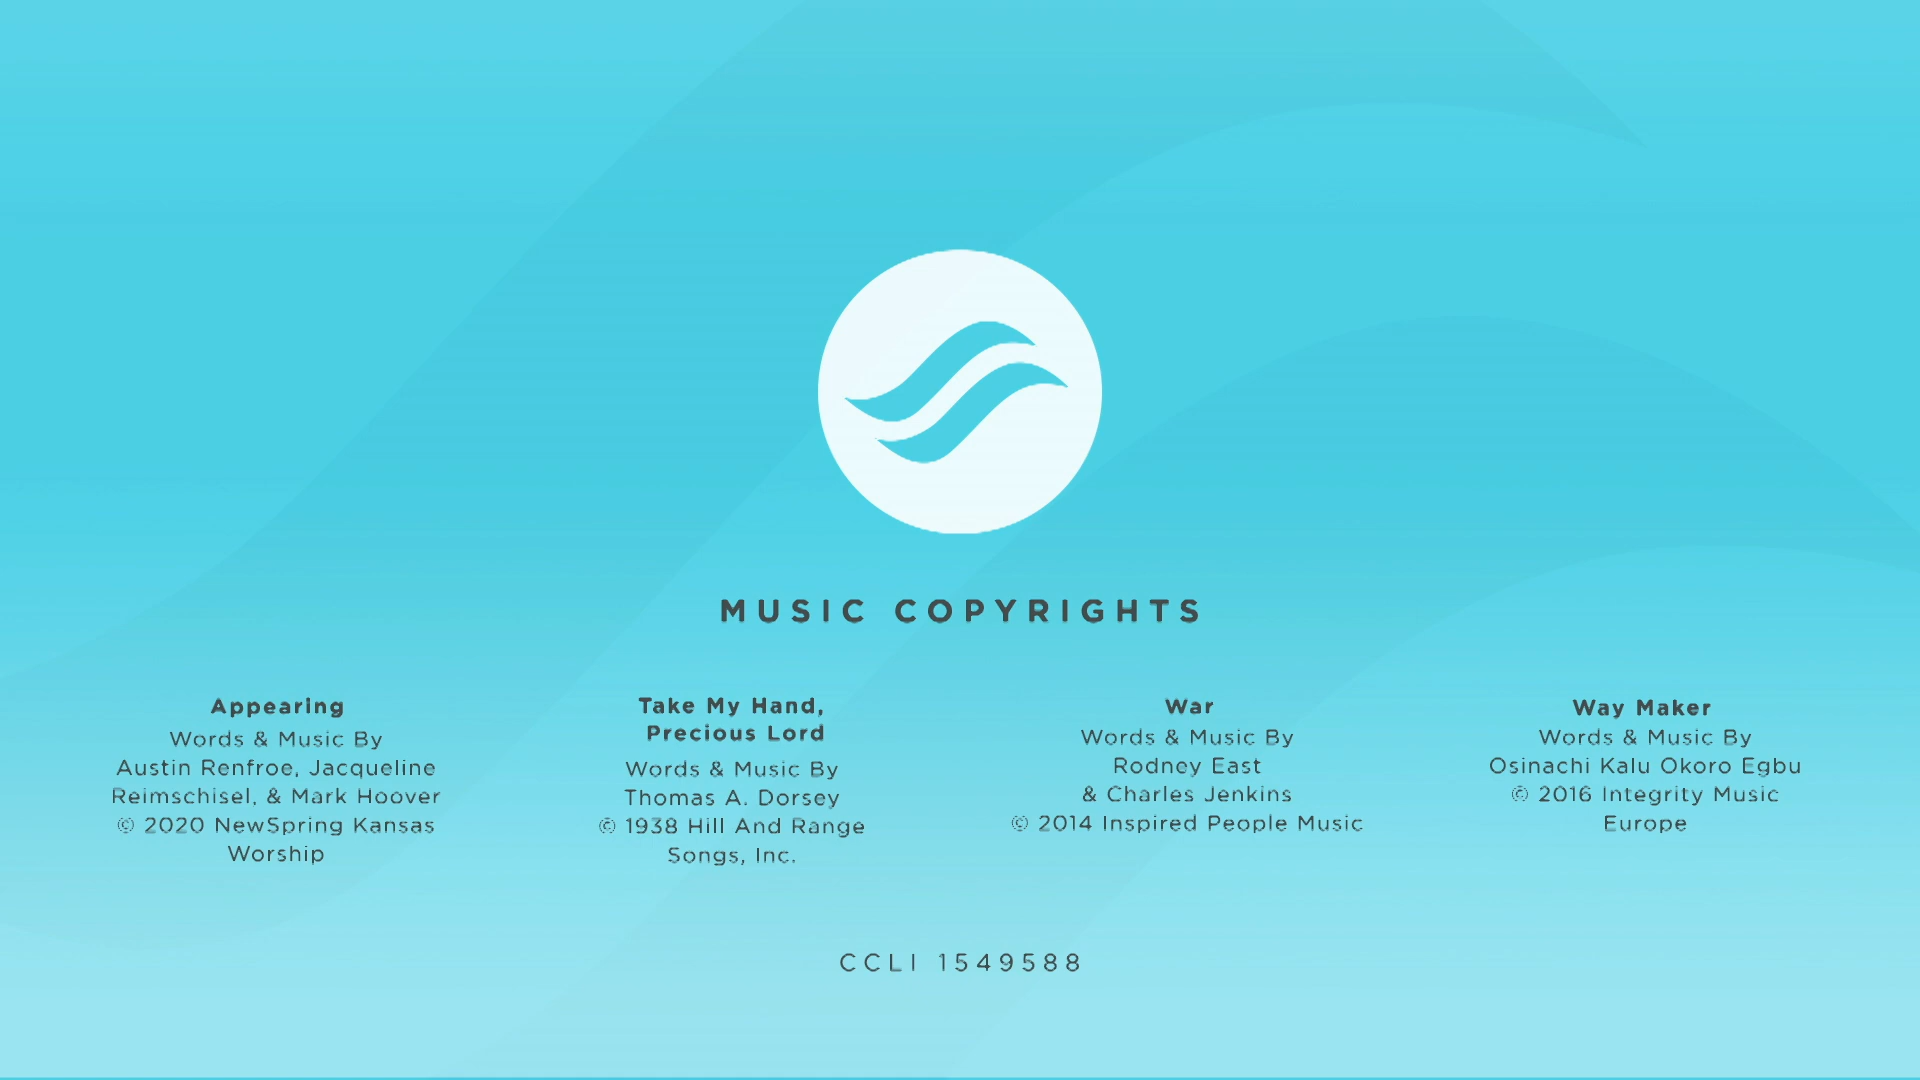 MUSIC COPYRIGHTS
Appearing
Words & Music By
Austin Renfroe, Jacqueline
Reimschisel, & Mark Hoover
© 2020 NewSpring Kansas
Worship
Take My Hand,
Precious Lord
Words & Music By
Thomas A. Dorsey
© 1938 Hill And Range
Songs, Inc.
War
Words & Music By
Rodney East
& Charles Jenkins
© 2014 Inspired People Music
Way Maker
Words & Music By
Osinachi Kalu Okoro Egbu
© 2016 Integrity Music
Europe
CCLI 1549588